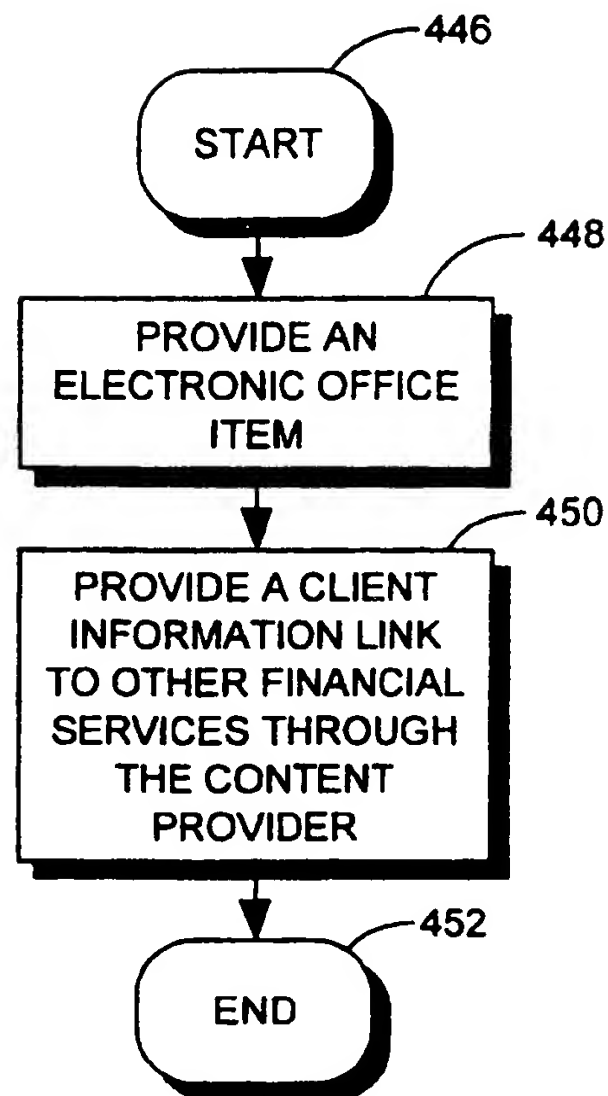 446
START
448
PROVIDE AN
ELECTRONIC OFFICE
ITEM
450
PROVIDE A CLIENT
INFORMATION LINK
TO OTHER FINANCIAL
SERVICES THROUGH
THE CONTENT
PROVIDER
452
END